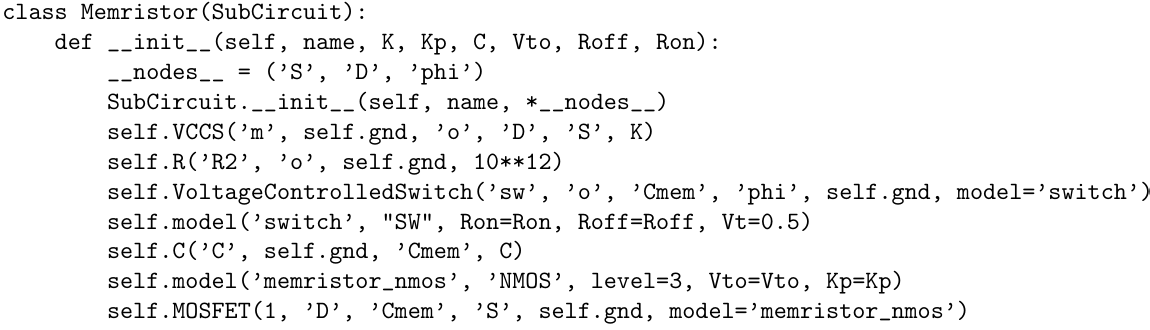 class Memristor(SubCircuit):
    def __init__(self, name, K, Kp, C, Vto, Roff, Ron):
        __nodes__ = ('S', 'D', 'phi')
        SubCircuit.__init__(self, name, *__nodes__)
        self.VCCS('m', self.gnd, 'o', 'D', 'S', K)
        self.R('R2', 'o', self.gnd, 10**12)
        self.VoltageControlledSwitch('sw', 'o', 'Cmem', 'phi', self.gnd, model='switch')
        self.model('switch', "SW", Ron=Ron, Roff=Roff, Vt=0.5)
        self.C('C', self.gnd, 'Cmem', C)
        self.model('memristor_nmos', 'NMOS', level=3, Vto=Vto, Kp=Kp)
        self.MOSFET(1, 'D', 'Cmem', 'S', self.gnd, model='memristor_nmos')